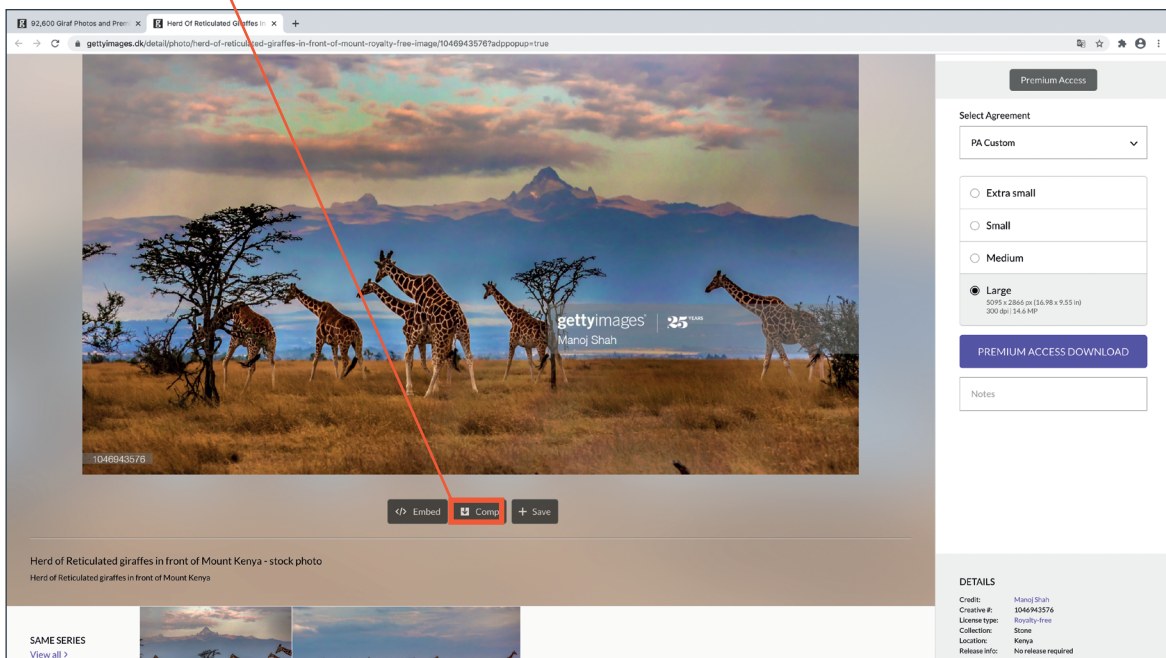 92,600 Giraf Photos and Prem
Herd Of Reticulated Giraffes in
gettyimages.dk/detail/photo/herd-of-reticulated-giraffes-in-front-of-mount-royalty-free-image/1046943576?adppopup=true
Premium Access
Select Agreement
PA Custom
Extra small
Small
Medium
Large
5095 x 2866 px (16.98 x 9.55 in)
300 dpi | 14.6 MP
PREMIUM ACCESS DOWNLOAD
Notes
gettyimages® | 25 YEARS
Manoj Shah
1046943576
</> Embed
Comp
+ Save
Herd of Reticulated giraffes in front of Mount Kenya - stock photo
Herd of Reticulated giraffes in front of Mount Kenya
SAME SERIES
View all >
DETAILS
Credit: Manoj Shah
Creative #: 1046943576
License type: Royalty-free
Collection: Stone
Location: Kenya
Release info: No release required